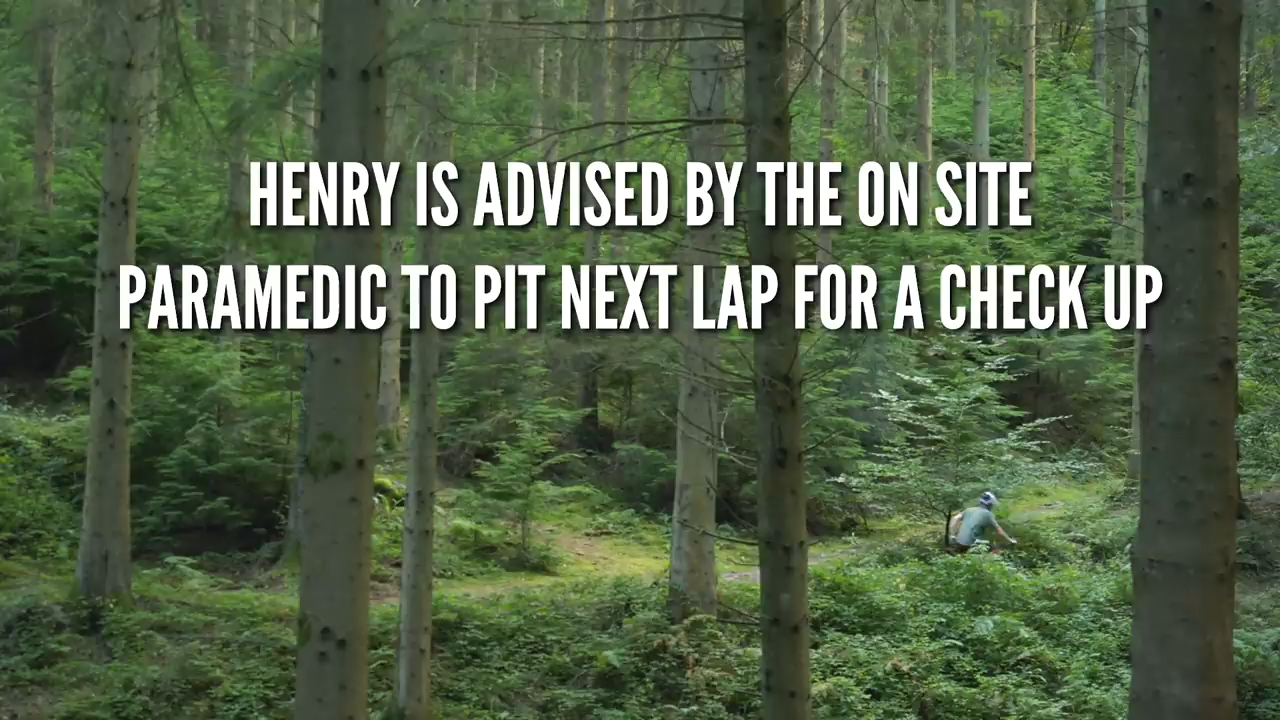 HENRY IS ADVISED BY THE ON SITE
PARAMEDIC TO PIT NEXT LAP FOR A CHECK UP